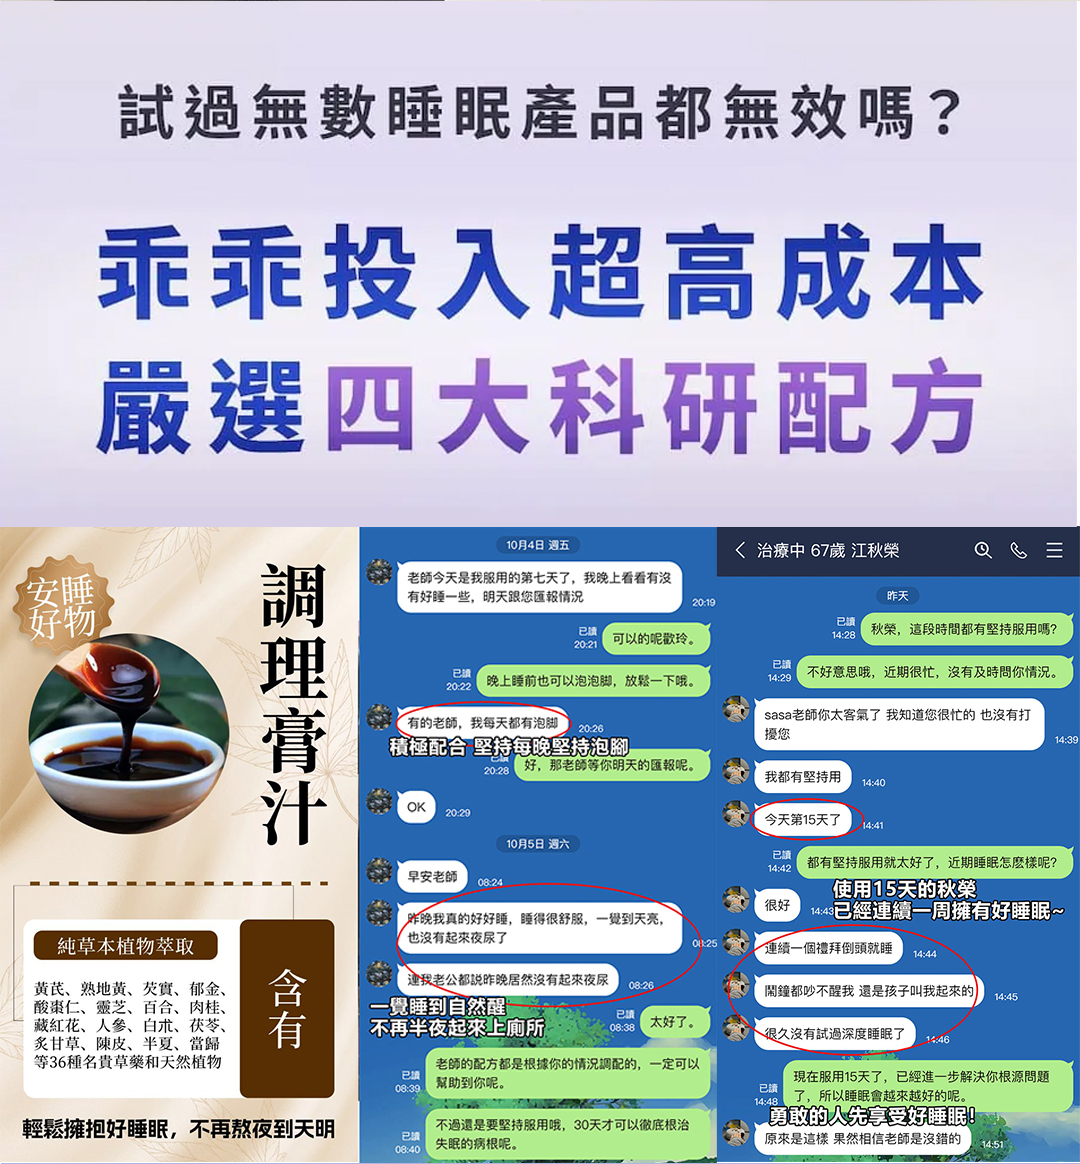 試過無數睡眠產品都無效嗎？
乖乖投入超高成本
嚴選四大科研配方
安睡
好物
調理膏汁
純草本植物萃取
黃芪、熟地黃、芡實、郁金、
酸棗仁、靈芝、百合、肉桂、
藏紅花、人參、白朮、茯苓、
炙甘草、陳皮、半夏、當歸
等36種名貴草藥和天然植物
含有
輕鬆擁抱好睡眠，不再熬夜到天明
10月4日 週五
老師今天是我服用的第七天了，我晚上看看有沒
有好睡一些，明天跟您匯報情況
20:19
已讀
20:21
可以的呢歡玲。
已讀
20:22
晚上睡前也可以泡泡脚，放鬆一下哦。
有的老師，我每天都有泡脚
20:26
積極配合 堅持每晚堅持泡腳
已讀
20:28
好，那老師等你明天的匯報呢。
OK
20:29
10月5日 週六
早安老師
08:24
昨晚我真的好好睡，睡得很舒服，一覺到天亮，
也沒有起來夜尿了
08:25
連我老公都説昨晚居然沒有起來夜尿
08:26
一覺睡到自然醒
不再半夜起來上廁所
已讀
08:38
太好了。
老師的配方都是根據你的情況調配的，一定可以
幫助到你呢。
已讀
08:39
不過還是要堅持服用哦，30天才可以徹底根治
失眠的病根呢。
已讀
08:40
治療中 67歲 江秋榮
昨天
已讀
14:28
秋榮，這段時間都有堅持服用嗎?
已讀
14:29
不好意思哦，近期很忙，沒有及時問你情況。
sasa老師你太客氣了 我知道您很忙的 也沒有打
擾您
14:39
我都有堅持用
14:40
今天第15天了
14:41
已讀
14:42
都有堅持服用就太好了，近期睡眠怎麽樣呢?
很好
14:43
使用15天的秋榮
已經連續一周擁有好睡眠~
連續一個禮拜倒頭就睡
14:44
鬧鐘都吵不醒我 還是孩子叫我起來的
14:45
很久沒有試過深度睡眠了
14:46
現在服用15天了，已經進一步解決你根源問題
了，所以睡眠會越來越好的呢。
已讀
14:48
勇敢的人先享受好睡眠！
原來是這樣 果然相信老師是沒錯的
14:51